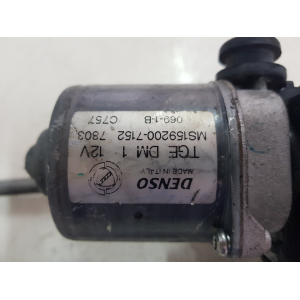 DENSO
MADE IN ITALY
TGE DM 1 12V
MS159200-7152 7803
069-1-B
C757